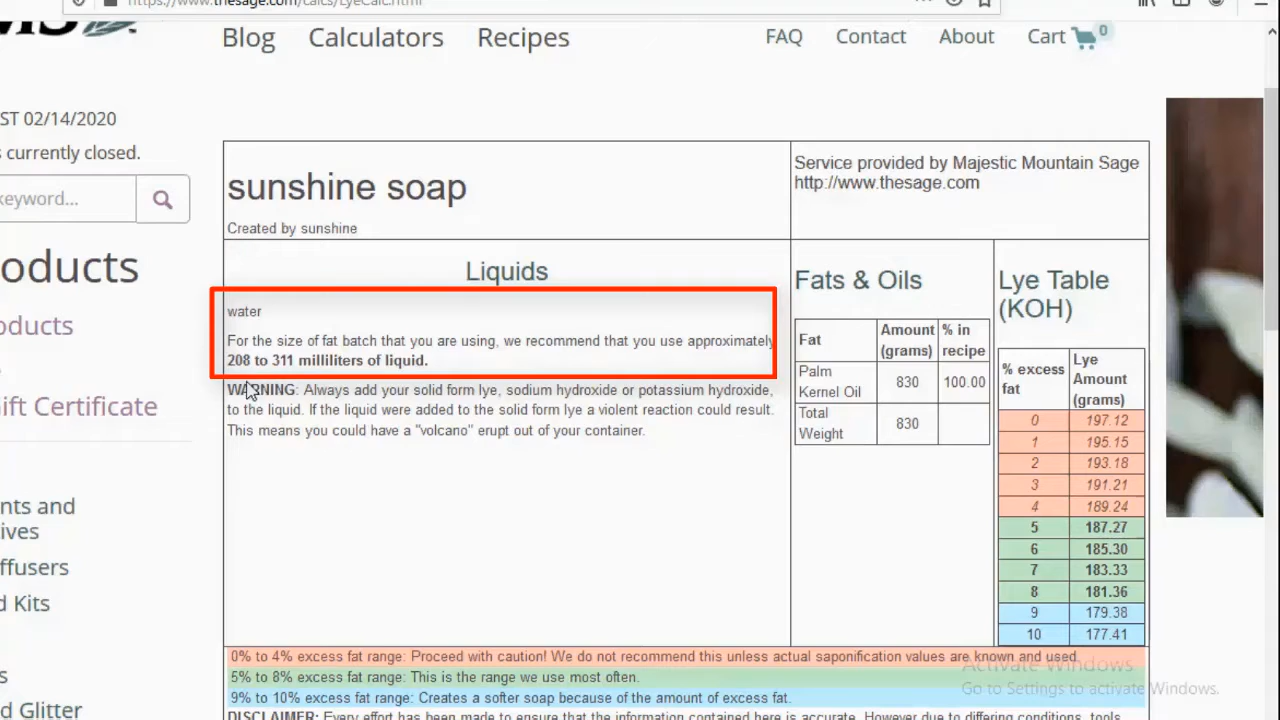 https://www.thesage.com/calcs/LyeCalc.html
Blog Calculators Recipes FAQ Contact About Cart 0
ST 02/14/2020
currently closed.
keyword...
oducts
oducts
ift Certificate
nts and
tives
ffusers
d Kits
d Glitter
sunshine soap
Created by sunshine
Service provided by Majestic Mountain Sage
http://www.thesage.com
Liquids
water
For the size of fat batch that you are using, we recommend that you use approximately
208 to 311 milliliters of liquid.
WARNING: Always add your solid form lye, sodium hydroxide or potassium hydroxide,
to the liquid. If the liquid were added to the solid form lye a violent reaction could result.
This means you could have a "volcano" erupt out of your container.
Fats & Oils
Fat Amount (grams) % in recipe
Palm Kernel Oil 830 100.00
Total Weight 830
Lye Table
(KOH)
% excess fat Lye Amount (grams)
0 197.12
1 195.15
2 193.18
3 191.21
4 189.24
5 187.27
6 185.30
7 183.33
8 181.36
9 179.38
10 177.41
0% to 4% excess fat range: Proceed with caution! We do not recommend this unless actual saponification values are known and used.
5% to 8% excess fat range: This is the range we use most often.
9% to 10% excess fat range: Creates a softer soap because of the amount of excess fat.
DISCLAIMER: Every effort has been made to ensure that the information contained here is accurate. However due to differing conditions, tools,
Activate Windows
Go to Settings to activate Windows.